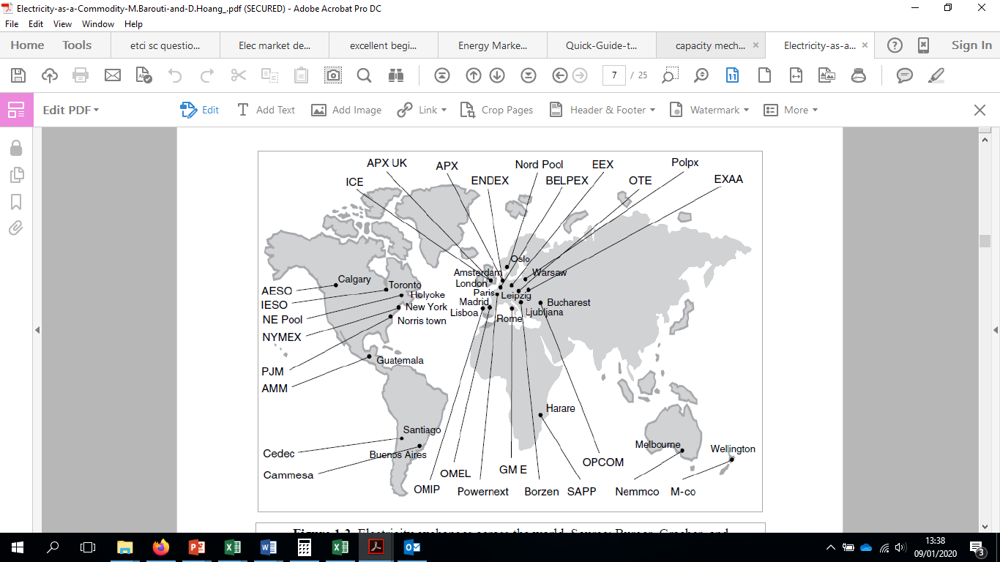 Electricity-as-a-Commodity-M.Barouti-and-D.Hoang_.pdf (SECURED) - Adobe Acrobat Pro DC
File Edit View Window Help
Home Tools etci sc questio... Elec market de... excellent begi... Energy Marke... Quick-Guide-t... capacity mech... Electricity-as-a... Sign In
7 / 25
Edit PDF Edit Add Text Add Image Link Crop Pages Header & Footer Watermark More
APX UK APX Nord Pool EEX Polpx
ICE ENDEX BELPEX OTE EXAA
Oslo
Amsterdam Warsaw
Calgary Toronto London
AESO Holyoke Paris Leipzig
IESO New York Madrid Bucharest
NE Pool Norris town Lisboa Rome Ljubljana
NYMEX
Guatemala
PJM
AMM
Harare
Santiago
Melbourne Wellington
Cedec Buenos Aires
Cammesa OMEL GM E OPCOM
OMIP Powernext Borzen SAPP Nemmco M-co
13:38
09/01/2020
3